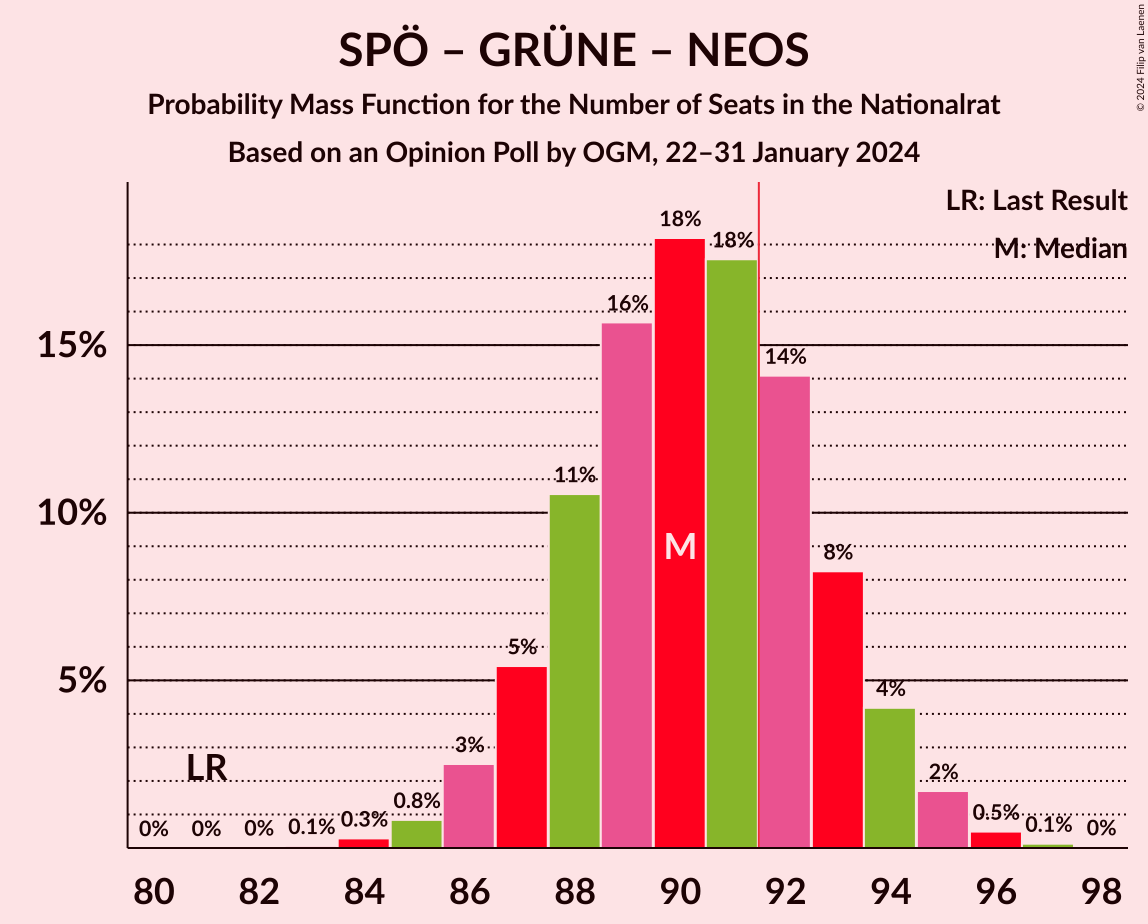 SPÖ – GRÜNE – NEOS
Probability Mass Function for the Number of Seats in the Nationalrat
Based on an Opinion Poll by OGM, 22–31 January 2024
© 2024 Filip van Laenen
LR: Last Result
M: Median
18%
18%
16%
15%
14%
11%
10%
M
8%
5%
5%
4%
3%
LR
2%
0.8%
0.5%
0.3%
0% 0% 0% 0.1% 0.1% 0%
80 82 84 86 88 90 92 94 96 98